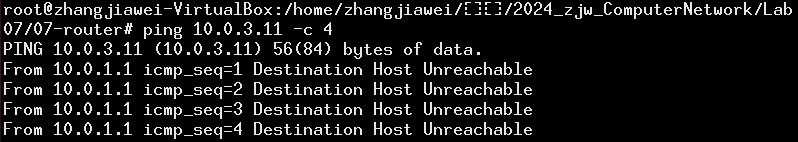 root@zhangjiawei-VirtualBox:/home/zhangjiawei/[][]/2024_zjw_ComputerNetwork/Lab
07/07-router# ping 10.0.3.11 -c 4
PING 10.0.3.11 (10.0.3.11) 56(84) bytes of data.
From 10.0.1.1 icmp_seq=1 Destination Host Unreachable
From 10.0.1.1 icmp_seq=2 Destination Host Unreachable
From 10.0.1.1 icmp_seq=3 Destination Host Unreachable
From 10.0.1.1 icmp_seq=4 Destination Host Unreachable